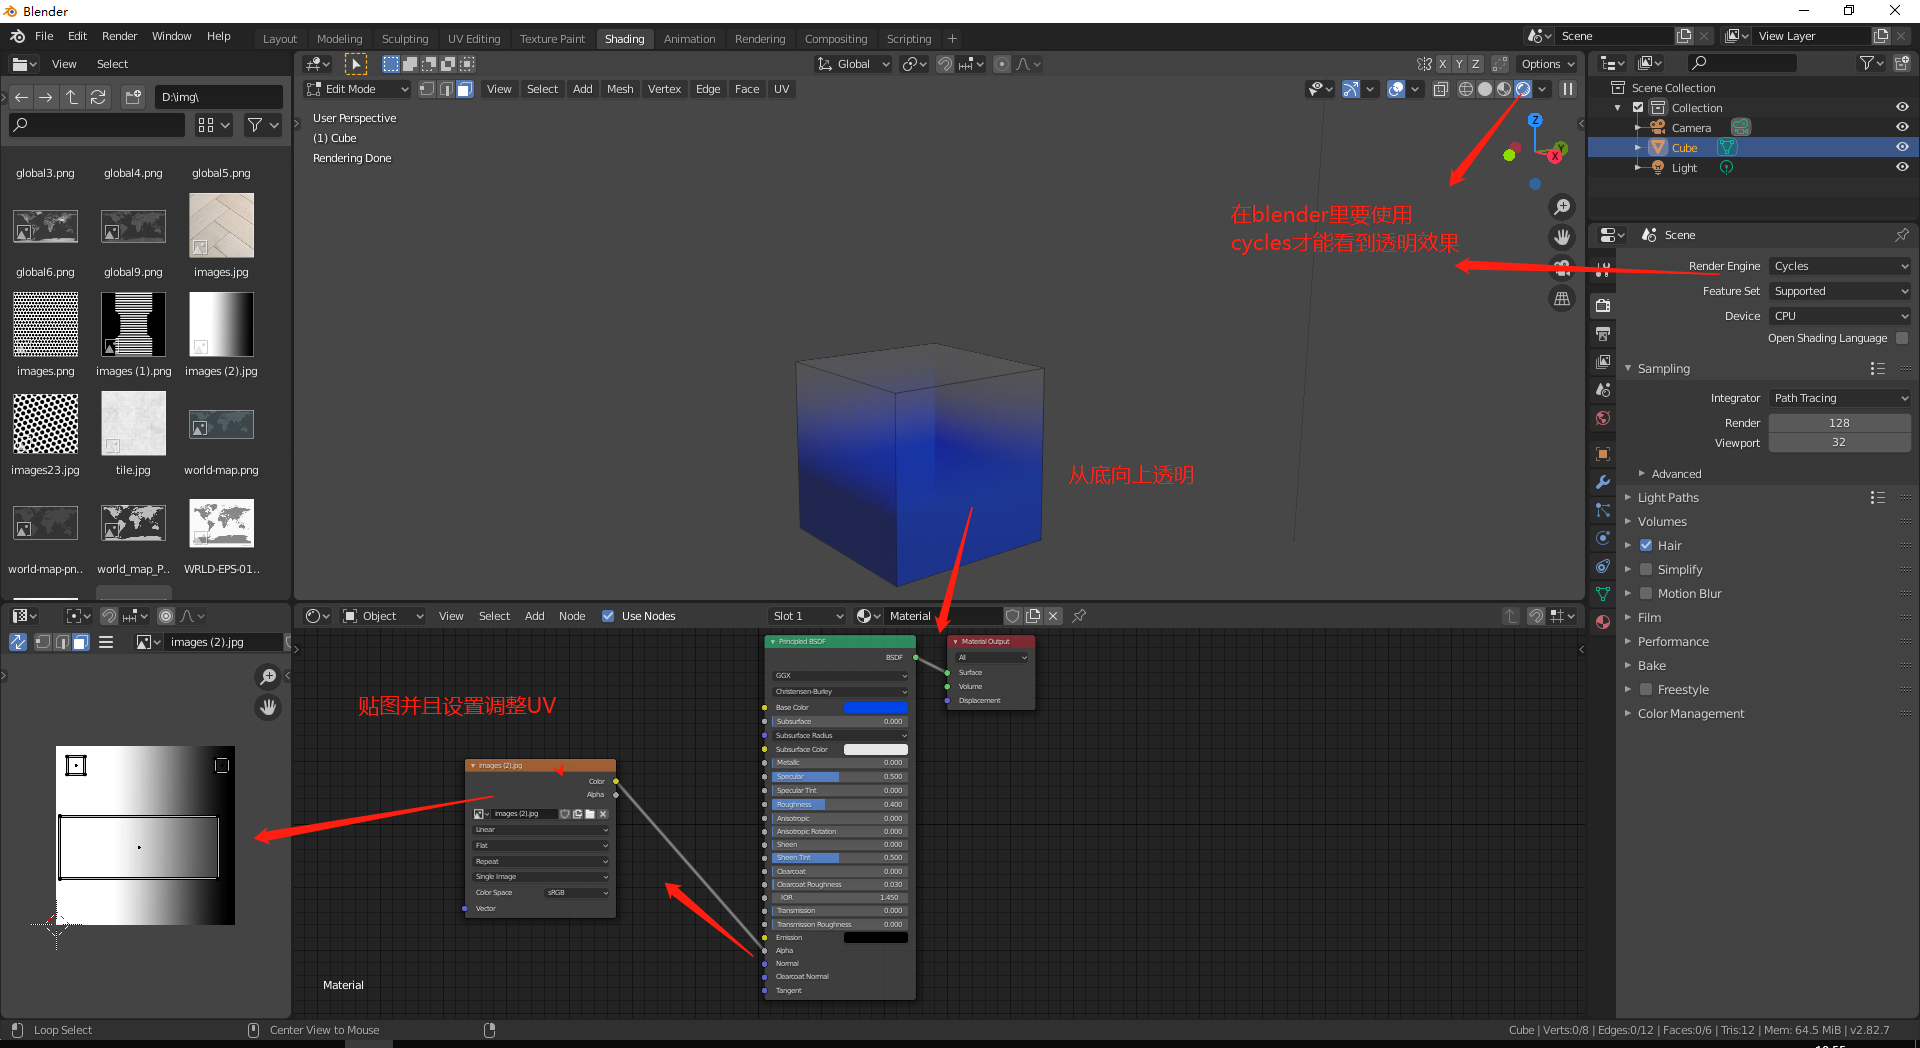 Blender
File Edit Render Window Help
Layout Modeling Sculpting UV Editing Texture Paint Shading Animation Rendering Compositing Scripting +
Scene
View Layer
View Select
D:\img\
global3.png global4.png global5.png
global6.png global9.png images.jpg
images.png images (1).png images (2).jpg
images23.jpg tile.jpg world-map.png
world-map-pn.. world_map_P.. WRLD-EPS-01..
Global
X Y Z
Options
Edit Mode View Select Add Mesh Vertex Edge Face UV
User Perspective
(1) Cube
Rendering Done
Z
Y
X
在blender里要使用
cycles才能看到透明效果
从底向上透明
Scene Collection
Collection
Camera
Cube
Light
Scene
Render Engine Cycles
Feature Set Supported
Device CPU
Open Shading Language
Sampling
Integrator Path Tracing
Render 128
Viewport 32
Advanced
Light Paths
Volumes
Hair
Simplify
Motion Blur
Film
Performance
Bake
Freestyle
Color Management
images (2).jpg
Object View Select Add Node Use Nodes Slot 1 Material
贴图并且设置调整UV
images (2).jpg
Color
Alpha
images (2).jpg
Linear
Flat
Repeat
Single Image
Color Space sRGB
Vector
Principled BSDF
BSDF
GGX
Christensen-Burley
Base Color
Subsurface 0.000
Subsurface Radius
Subsurface Color
Metallic 0.000
Specular 0.500
Specular Tint 0.000
Roughness 0.400
Anisotropic 0.000
Anisotropic Rotation 0.000
Sheen 0.000
Sheen Tint 0.500
Clearcoat 0.000
Clearcoat Roughness 0.030
IOR 1.450
Transmission 0.000
Transmission Roughness 0.000
Emission
Alpha
Normal
Clearcoat Normal
Tangent
Material Output
All
Surface
Volume
Displacement
Material
Loop Select
Center View to Mouse
Cube | Verts:0/8 | Edges:0/12 | Faces:0/6 | Tris:12 | Mem: 64.5 MiB | v2.82.7